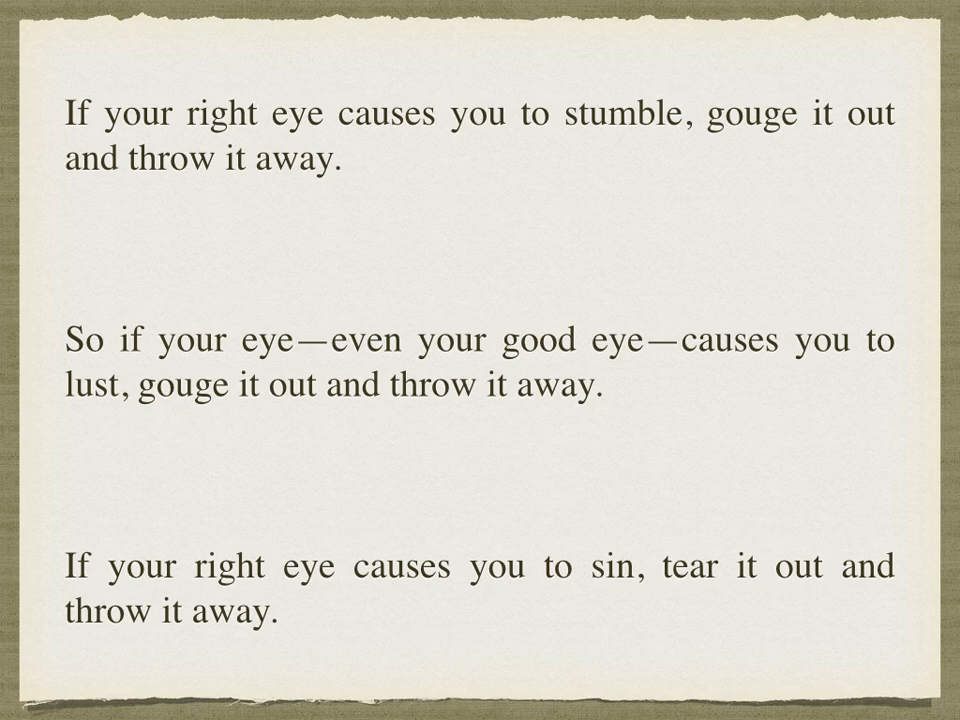 If your right eye causes you to stumble, gouge it out
and throw it away.
So if your eye—even your good eye—causes you to
lust, gouge it out and throw it away.
If your right eye causes you to sin, tear it out and
throw it away.